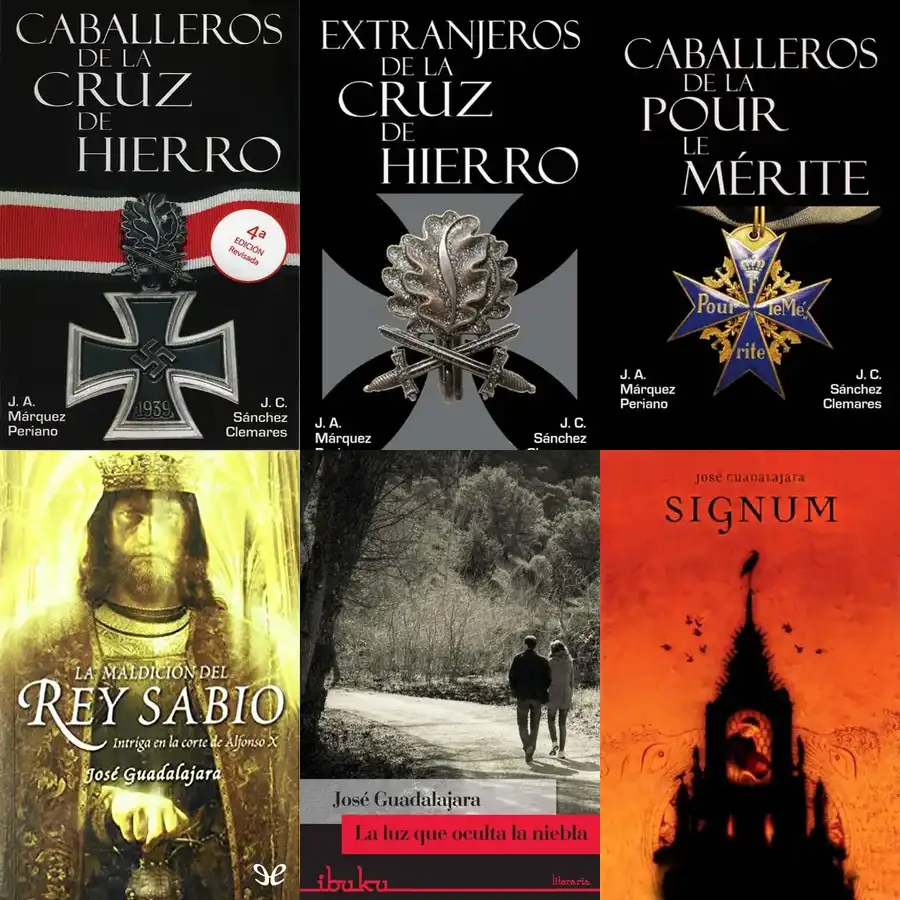 CABALLEROS
DE LA
CRUZ
DE
HIERRO
4a
EDICIÓN
Revisada
1939
J. A.
Márquez
Periano
J. C.
Sánchez
Clemares
EXTRANJEROS
DE LA
CRUZ
DE
HIERRO
J. A.
Márquez
J. C.
Sánchez
CABALLEROS
DE LA
POUR
LE
MÉRITE
F
Pour leMé
rite
J. A.
Márquez
Periano
J. C.
Sánchez
Clemares
LA MALDICIÓN DEL
REY SABIO
Intriga en la corte de Alfonso X
José Guadalajara
José Guadalajara
La luz que oculta la niebla
ibuku
literaria
JOSÉ GUADALAJARA
SIGNUM